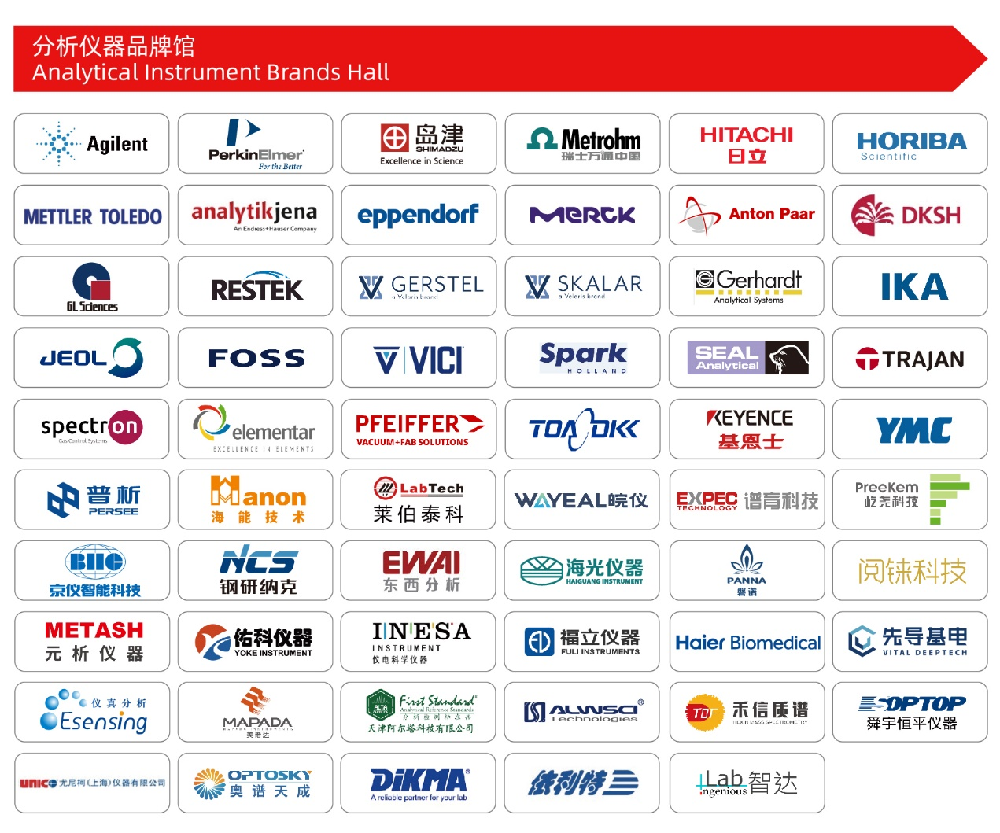 分析仪器品牌馆
Analytical Instrument Brands Hall
Agilent
PerkinElmer
For the Better
岛津
SHIMADZU
Excellence in Science
Metrohm
瑞士万通中国
HITACHI
日立
HORIBA
Scientific
METTLER TOLEDO
analytikjena
An Endress+Hauser Company
eppendorf
MERCK
Anton Paar
DKSH
GL Sciences
RESTEK
GERSTEL
a Veloris brand
SKALAR
a Veloris brand
Gerhardt
Analytical Systems
IKA
JEOL
FOSS
VICI
Spark
HOLLAND
SEAL
Analytical
TRAJAN
spectron
Gas Control Systems
elementar
EXCELLENCE IN ELEMENTS
PFEIFFER
VACUUM+FAB SOLUTIONS
TOA DKK
KEYENCE
基恩士
YMC
普析
PERSEE
Hanon
海能技术
LabTech
LT
莱伯泰科
WAYEAL皖仪
EXPEC
TECHNOLOGY
谱育科技
PreeKem
屹尧科技
BIIC
京仪智能科技
NCS
钢研纳克
EWAI
东西分析
海光仪器
HAIGUANG INSTRUMENT
PANNA
磐诺
阅铼科技
METASH
元析仪器
佑科仪器
YOKE INSTRUMENT
INESA
INSTRUMENT
仪电科学仪器
福立仪器
FULI INSTRUMENTS
Haier Biomedical
先导基电
VITAL DEEPTECH
仪真分析
Esensing
MAPADA
美谱达
ALTA
First Standard®
Analytical Reference Standards
分析检测标准品
天津阿尔塔科技有限公司
ALWSCI®
Technologies
TOF
禾信质谱
HEXIN MASS SPECTROMETRY
SOPTOP
舜宇恒平仪器
UNICO®尤尼柯(上海)仪器有限公司
OPTOSKY
奥谱天成
DiKMA®
A reliable partner for your lab
依利特
Lab
ingenious
智达